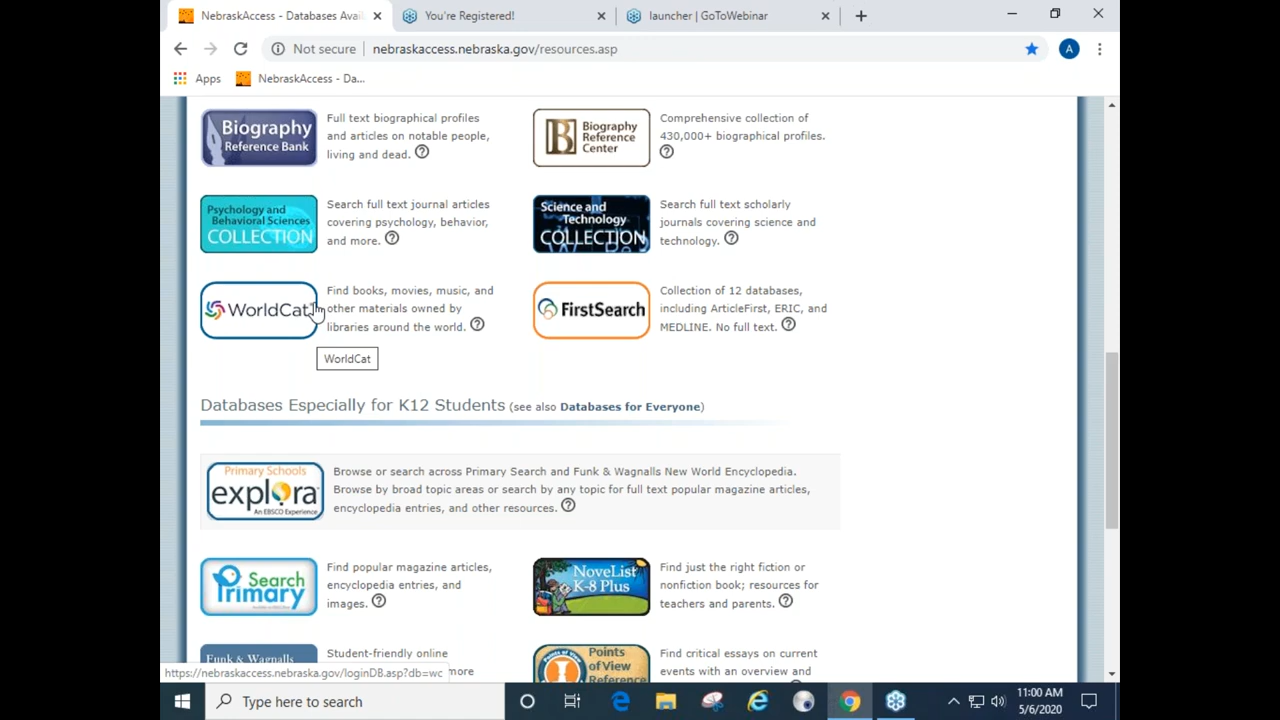 NebraskAccess - Databases Avail
You're Registered!
launcher | GoToWebinar
Not secure
nebraskaccess.nebraska.gov/resources.asp
A
Apps
NebraskAccess - Da...
Biography
Reference Bank
Full text biographical profiles
and articles on notable people,
living and dead. ?
B
Biography
Reference
Center
Comprehensive collection of
430,000+ biographical profiles.
?
Psychology and
Behavioral Sciences
COLLECTION
Search full text journal articles
covering psychology, behavior,
and more. ?
Science and
Technology
COLLECTION
Search full text scholarly
journals covering science and
technology. ?
WorldCat
Find books, movies, music, and
other materials owned by
libraries around the world. ?
FirstSearch
Collection of 12 databases,
including ArticleFirst, ERIC, and
MEDLINE. No full text. ?
WorldCat
Databases Especially for K12 Students (see also Databases for Everyone)
Primary Schools
explora
An EBSCO Experience
Browse or search across Primary Search and Funk & Wagnalls New World Encyclopedia.
Browse by broad topic areas or search by any topic for full text popular magazine articles,
encyclopedia entries, and other resources. ?
Search
Primary
Find popular magazine articles,
encyclopedia entries, and
images. ?
NoveList
K-8 Plus
Find just the right fiction or
nonfiction book; resources for
teachers and parents. ?
Funk & Wagnalls
Student-friendly online
more
Points
of View
Reference
Find critical essays on current
events with an overview and
https://nebraskaccess.nebraska.gov/loginDB.asp?db=wc
Type here to search
11:00 AM
5/6/2020